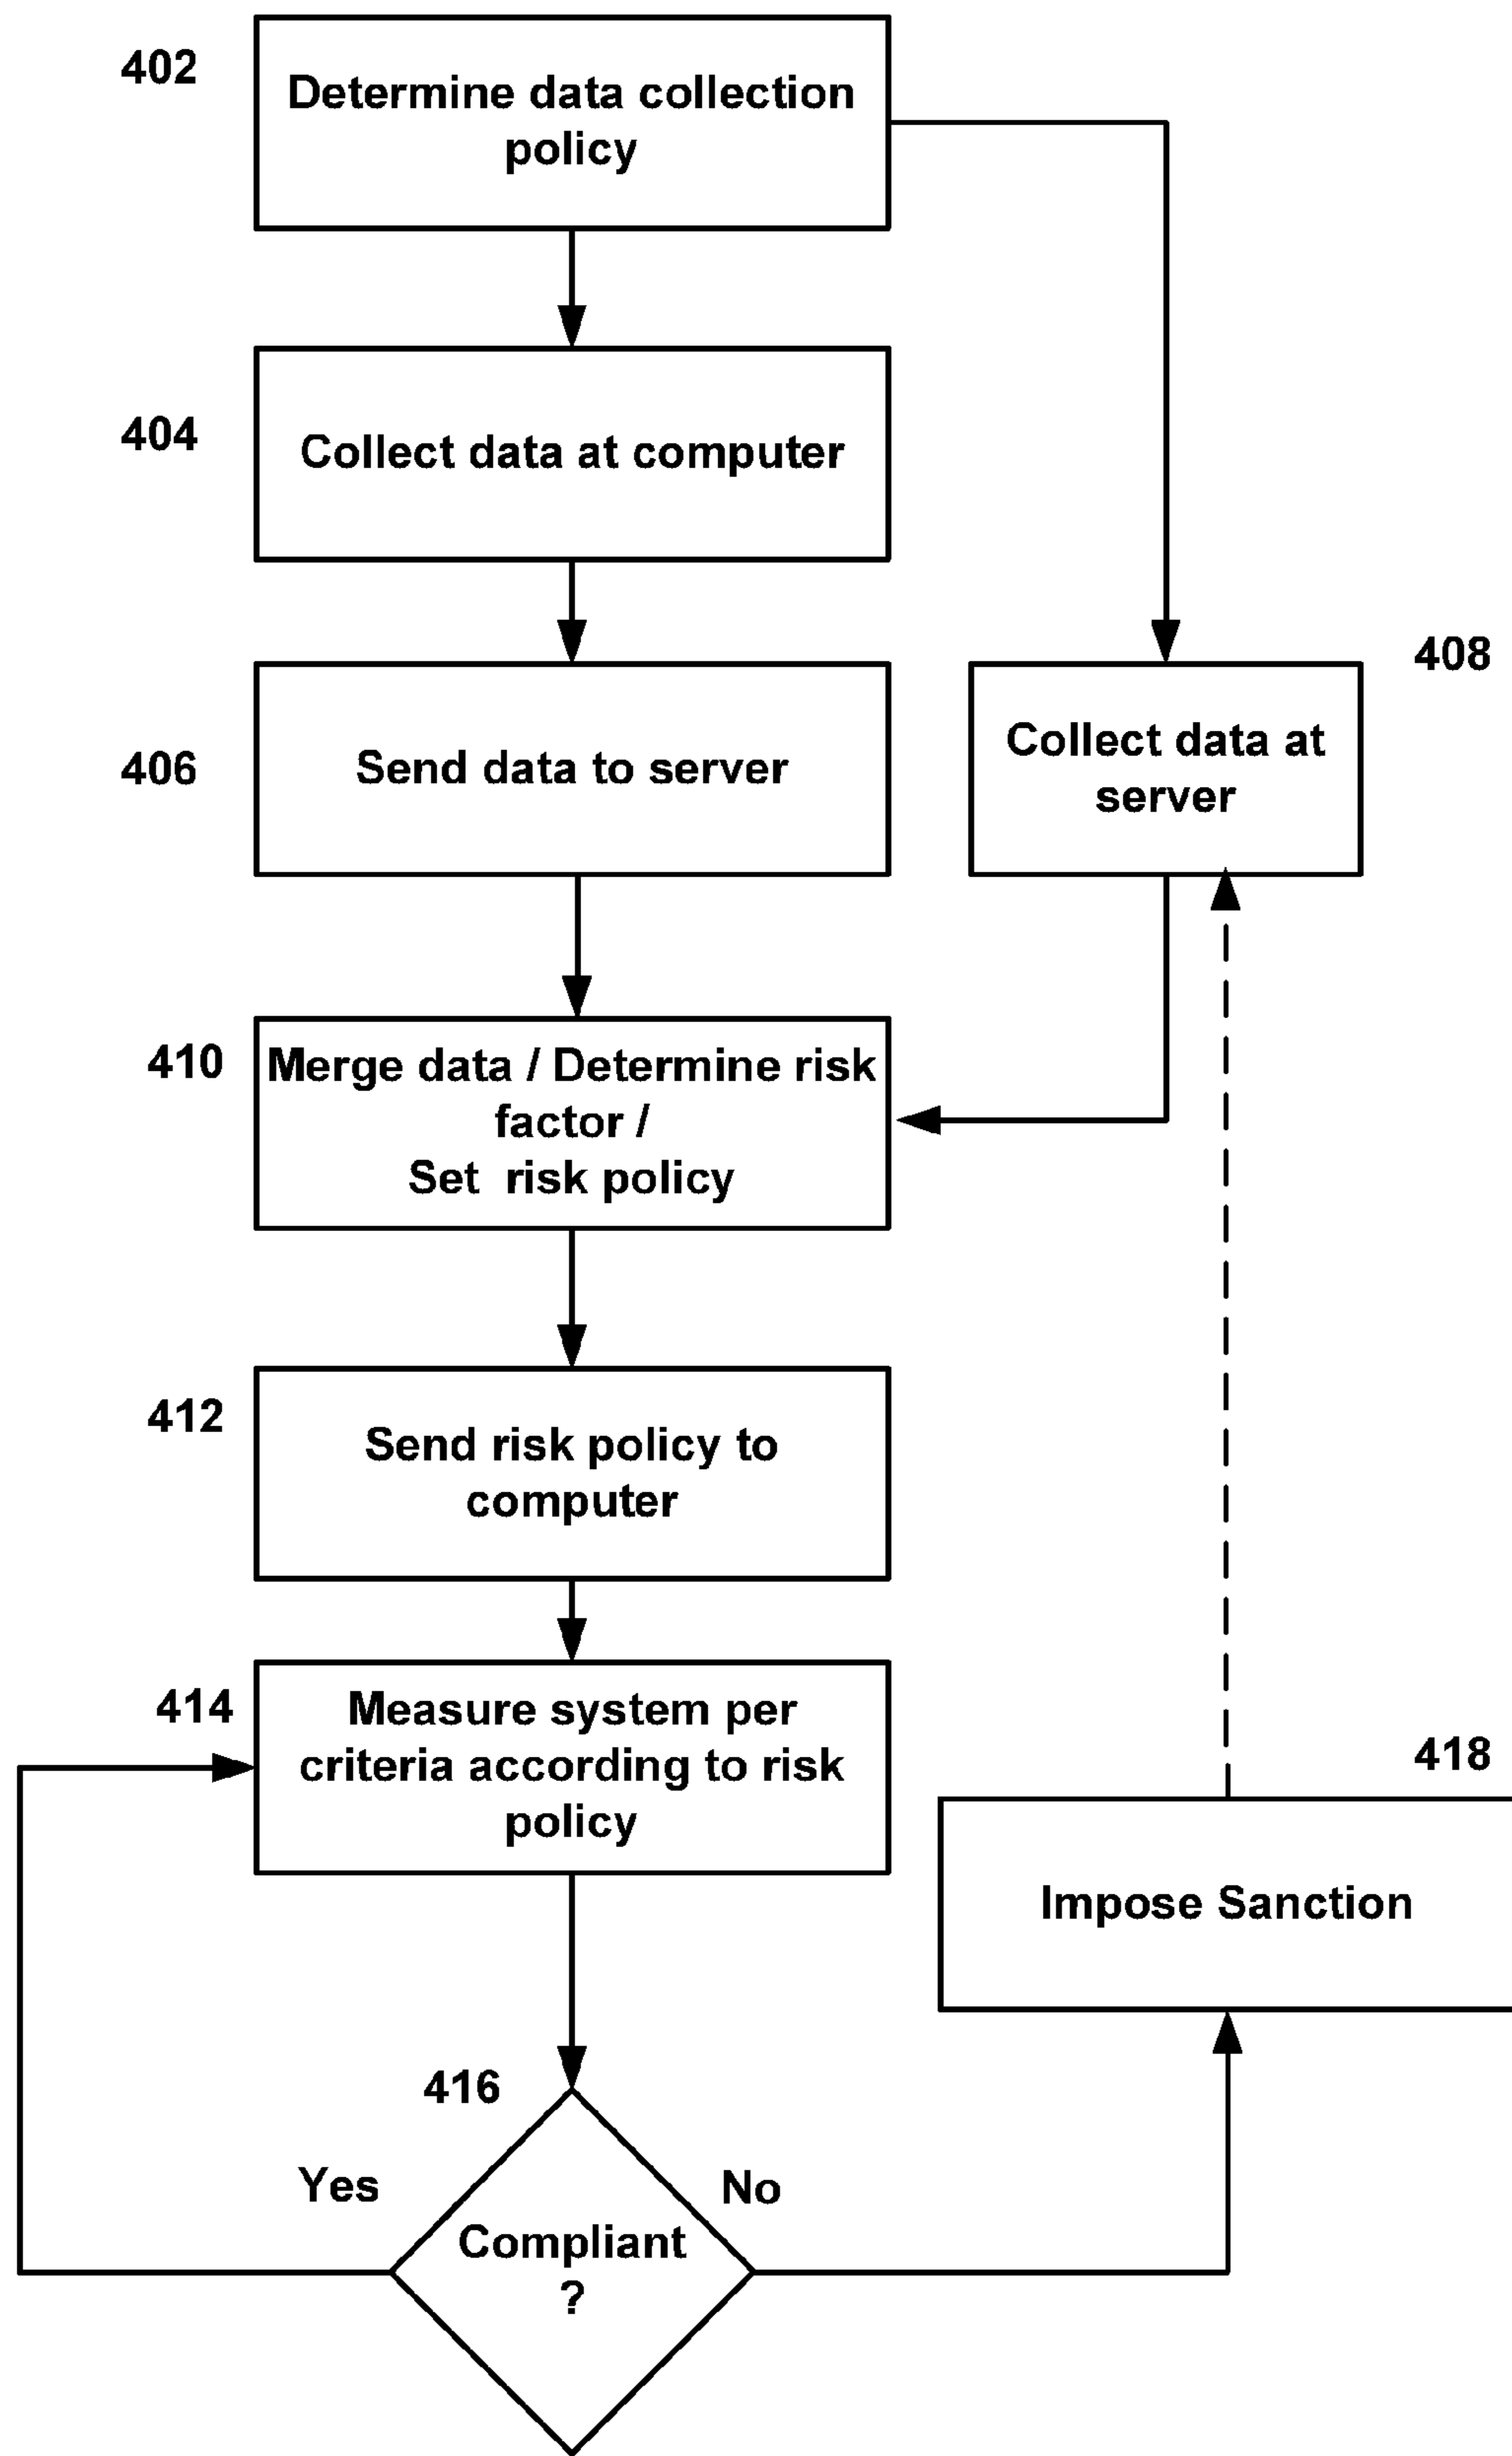 402
Determine data collection
policy
404
Collect data at computer
406
Send data to server
408
Collect data at
server
410
Merge data / Determine risk
factor /
Set risk policy
412
Send risk policy to
computer
414
Measure system per
criteria according to risk
policy
418
Impose Sanction
416
Yes
No
Compliant
?